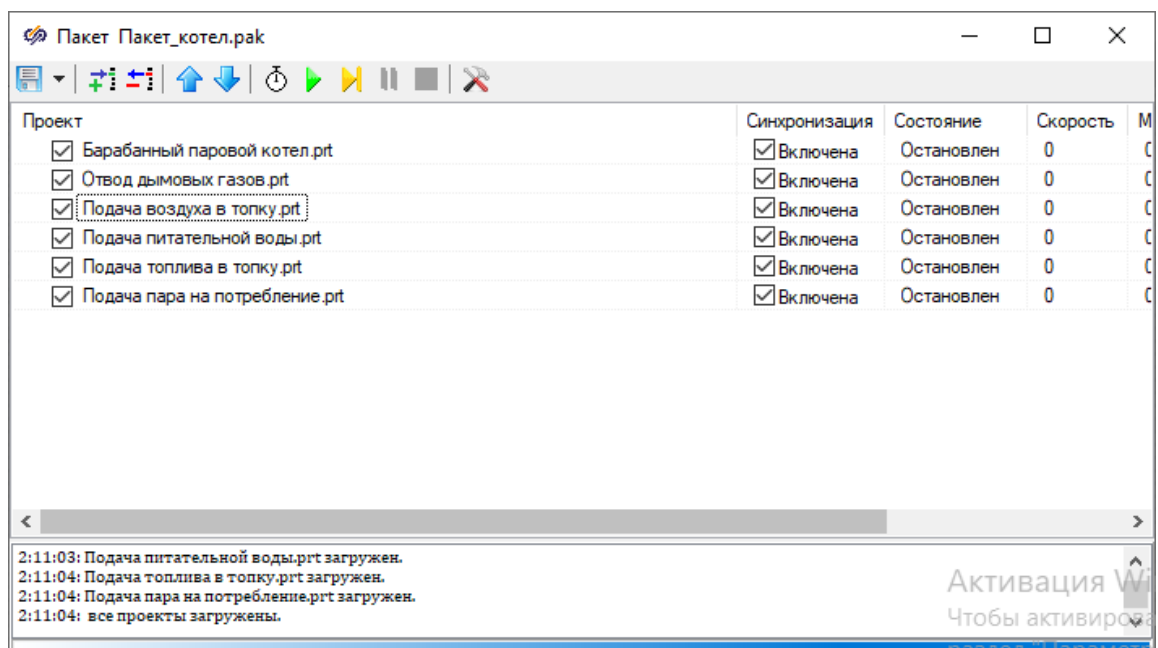 Пакет Пакет_котел.pak
Проект Синхронизация Состояние Скорость
Барабанный паровой котел.prt Включена Остановлен 0
Отвод дымовых газов.prt Включена Остановлен 0
Подача воздуха в топку.prt Включена Остановлен 0
Подача питательной воды.prt Включена Остановлен 0
Подача топлива в топку.prt Включена Остановлен 0
Подача пара на потребление.prt Включена Остановлен 0
2:11:03: Подача питательной воды.prt загружен.
2:11:04: Подача топлива в топку.prt загружен.
2:11:04: Подача пара на потребление.prt загружен.
2:11:04: все проекты загружены.
Активация Wi
Чтобы активирова